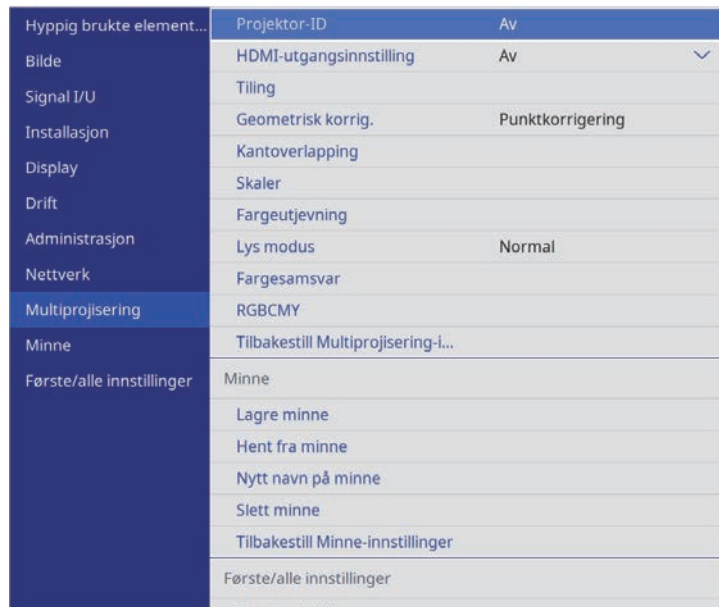 Hyppig brukte element...
Bilde
Signal I/U
Installasjon
Display
Drift
Administrasjon
Nettverk
Multiprojisering
Minne
Første/alle innstillinger
Projektor-ID Av
HDMI-utgangsinnstilling Av
Tiling
Geometrisk korrig. Punktkorrigering
Kantoverlapping
Skaler
Fargeutjevning
Lys modus Normal
Fargesamsvar
RGBCMY
Tilbakestill Multiprojisering-i...
Minne
Lagre minne
Hent fra minne
Nytt navn på minne
Slett minne
Tilbakestill Minne-innstillinger
Første/alle innstillinger